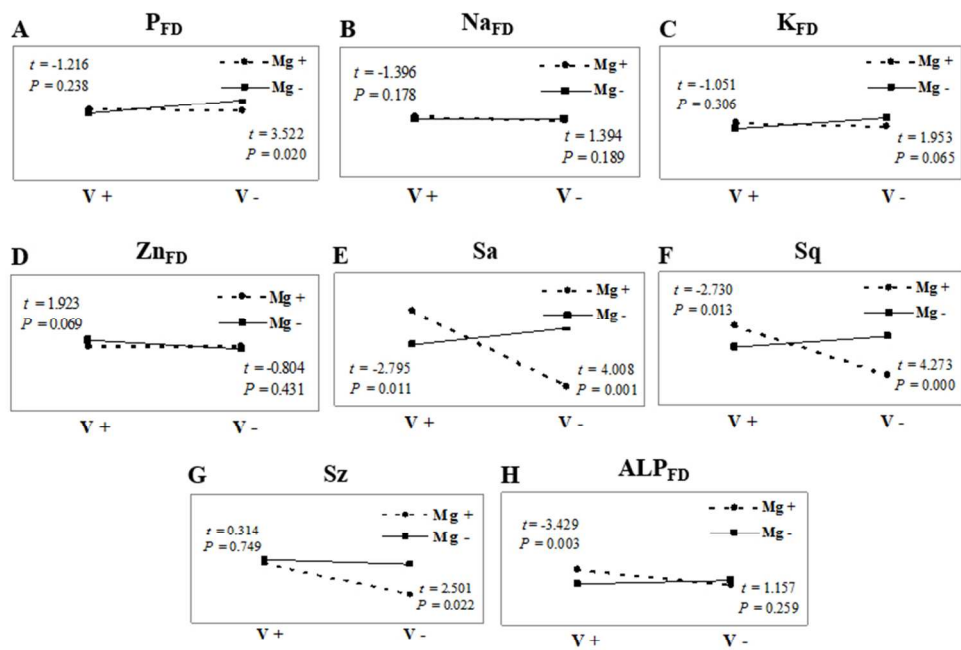 A
P_FD
t = -1.216
P = 0.238
Mg +
Mg -
t = 3.522
P = 0.020
V +
V -
B
Na_FD
t = -1.396
P = 0.178
Mg +
Mg -
t = 1.394
P = 0.189
V +
V -
C
K_FD
t = -1.051
P = 0.306
Mg +
Mg -
t = 1.953
P = 0.065
V +
V -
D
Zn_FD
t = 1.923
P = 0.069
Mg +
Mg -
t = -0.804
P = 0.431
V +
V -
E
Sa
Mg +
Mg -
t = -2.795
P = 0.011
t = 4.008
P = 0.001
V +
V -
F
Sq
t = -2.730
P = 0.013
Mg +
Mg -
t = 4.273
P = 0.000
V +
V -
G
Sz
t = 0.314
P = 0.749
Mg +
Mg -
t = 2.501
P = 0.022
V +
V -
H
ALP_FD
t = -3.429
P = 0.003
Mg +
Mg -
t = 1.157
P = 0.259
V +
V -